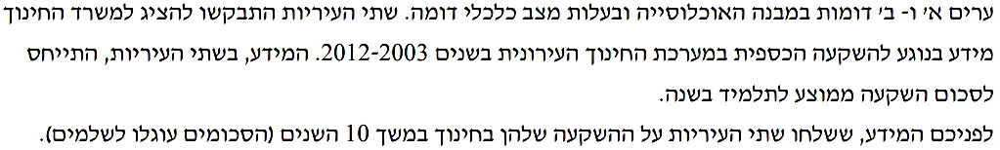 ערים א' ו- ב' דומות במבנה האוכלוסייה ובעלות מצב כלכלי דומה. שתי העיריות התבקשו להציג למשרד החינוך
מידע בנוגע להשקעה הכספית במערכת החינוך העירונית בשנים 2012-2003. המידע, בשתי העיריות, התייחס
לסכום השקעה ממוצע לתלמיד בשנה.
לפניכם המידע, ששלחו שתי העיריות על ההשקעה שלהן בחינוך במשך 10 השנים (הסכומים עוגלו לשלמים).